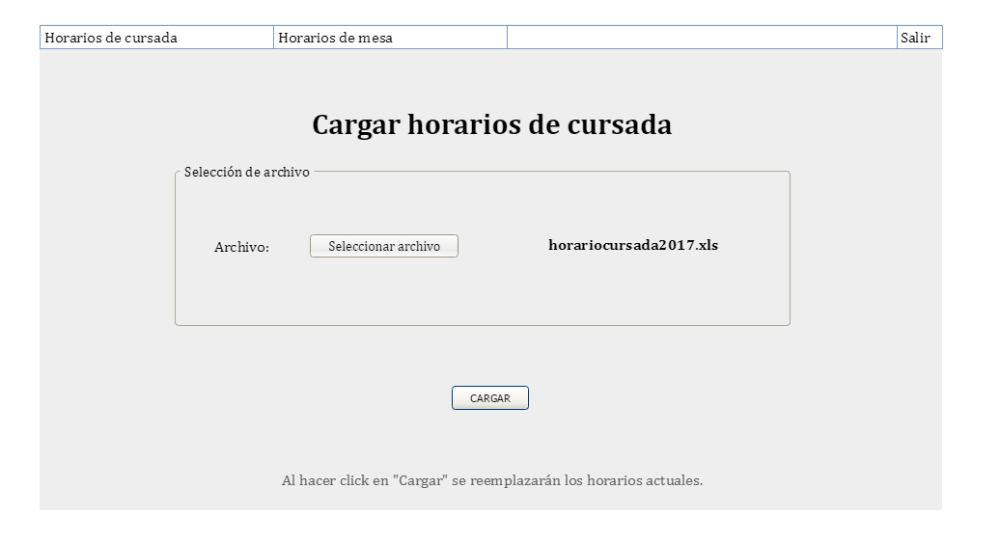 Horarios de cursada Horarios de mesa Salir
Cargar horarios de cursada
Selección de archivo
Archivo: Seleccionar archivo horariocursada2017.xls
CARGAR
Al hacer click en "Cargar" se reemplazarán los horarios actuales.